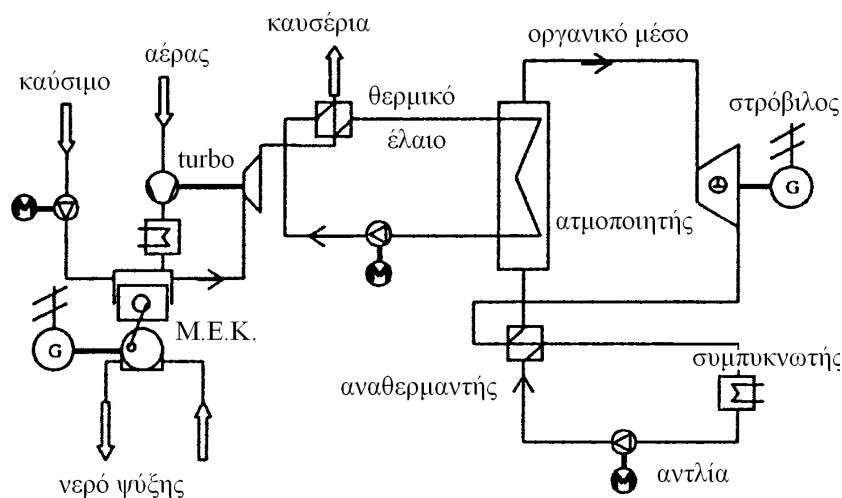 καυσέρια
αέρας
καύσιμο
οργανικό μέσο
θερμικό
έλαιο
στρόβιλος
turbo
M
G
ατμοποιητής
M
G
Μ.Ε.Κ.
αναθερμαντής
συμπυκνωτής
νερό ψύξης
M
αντλία